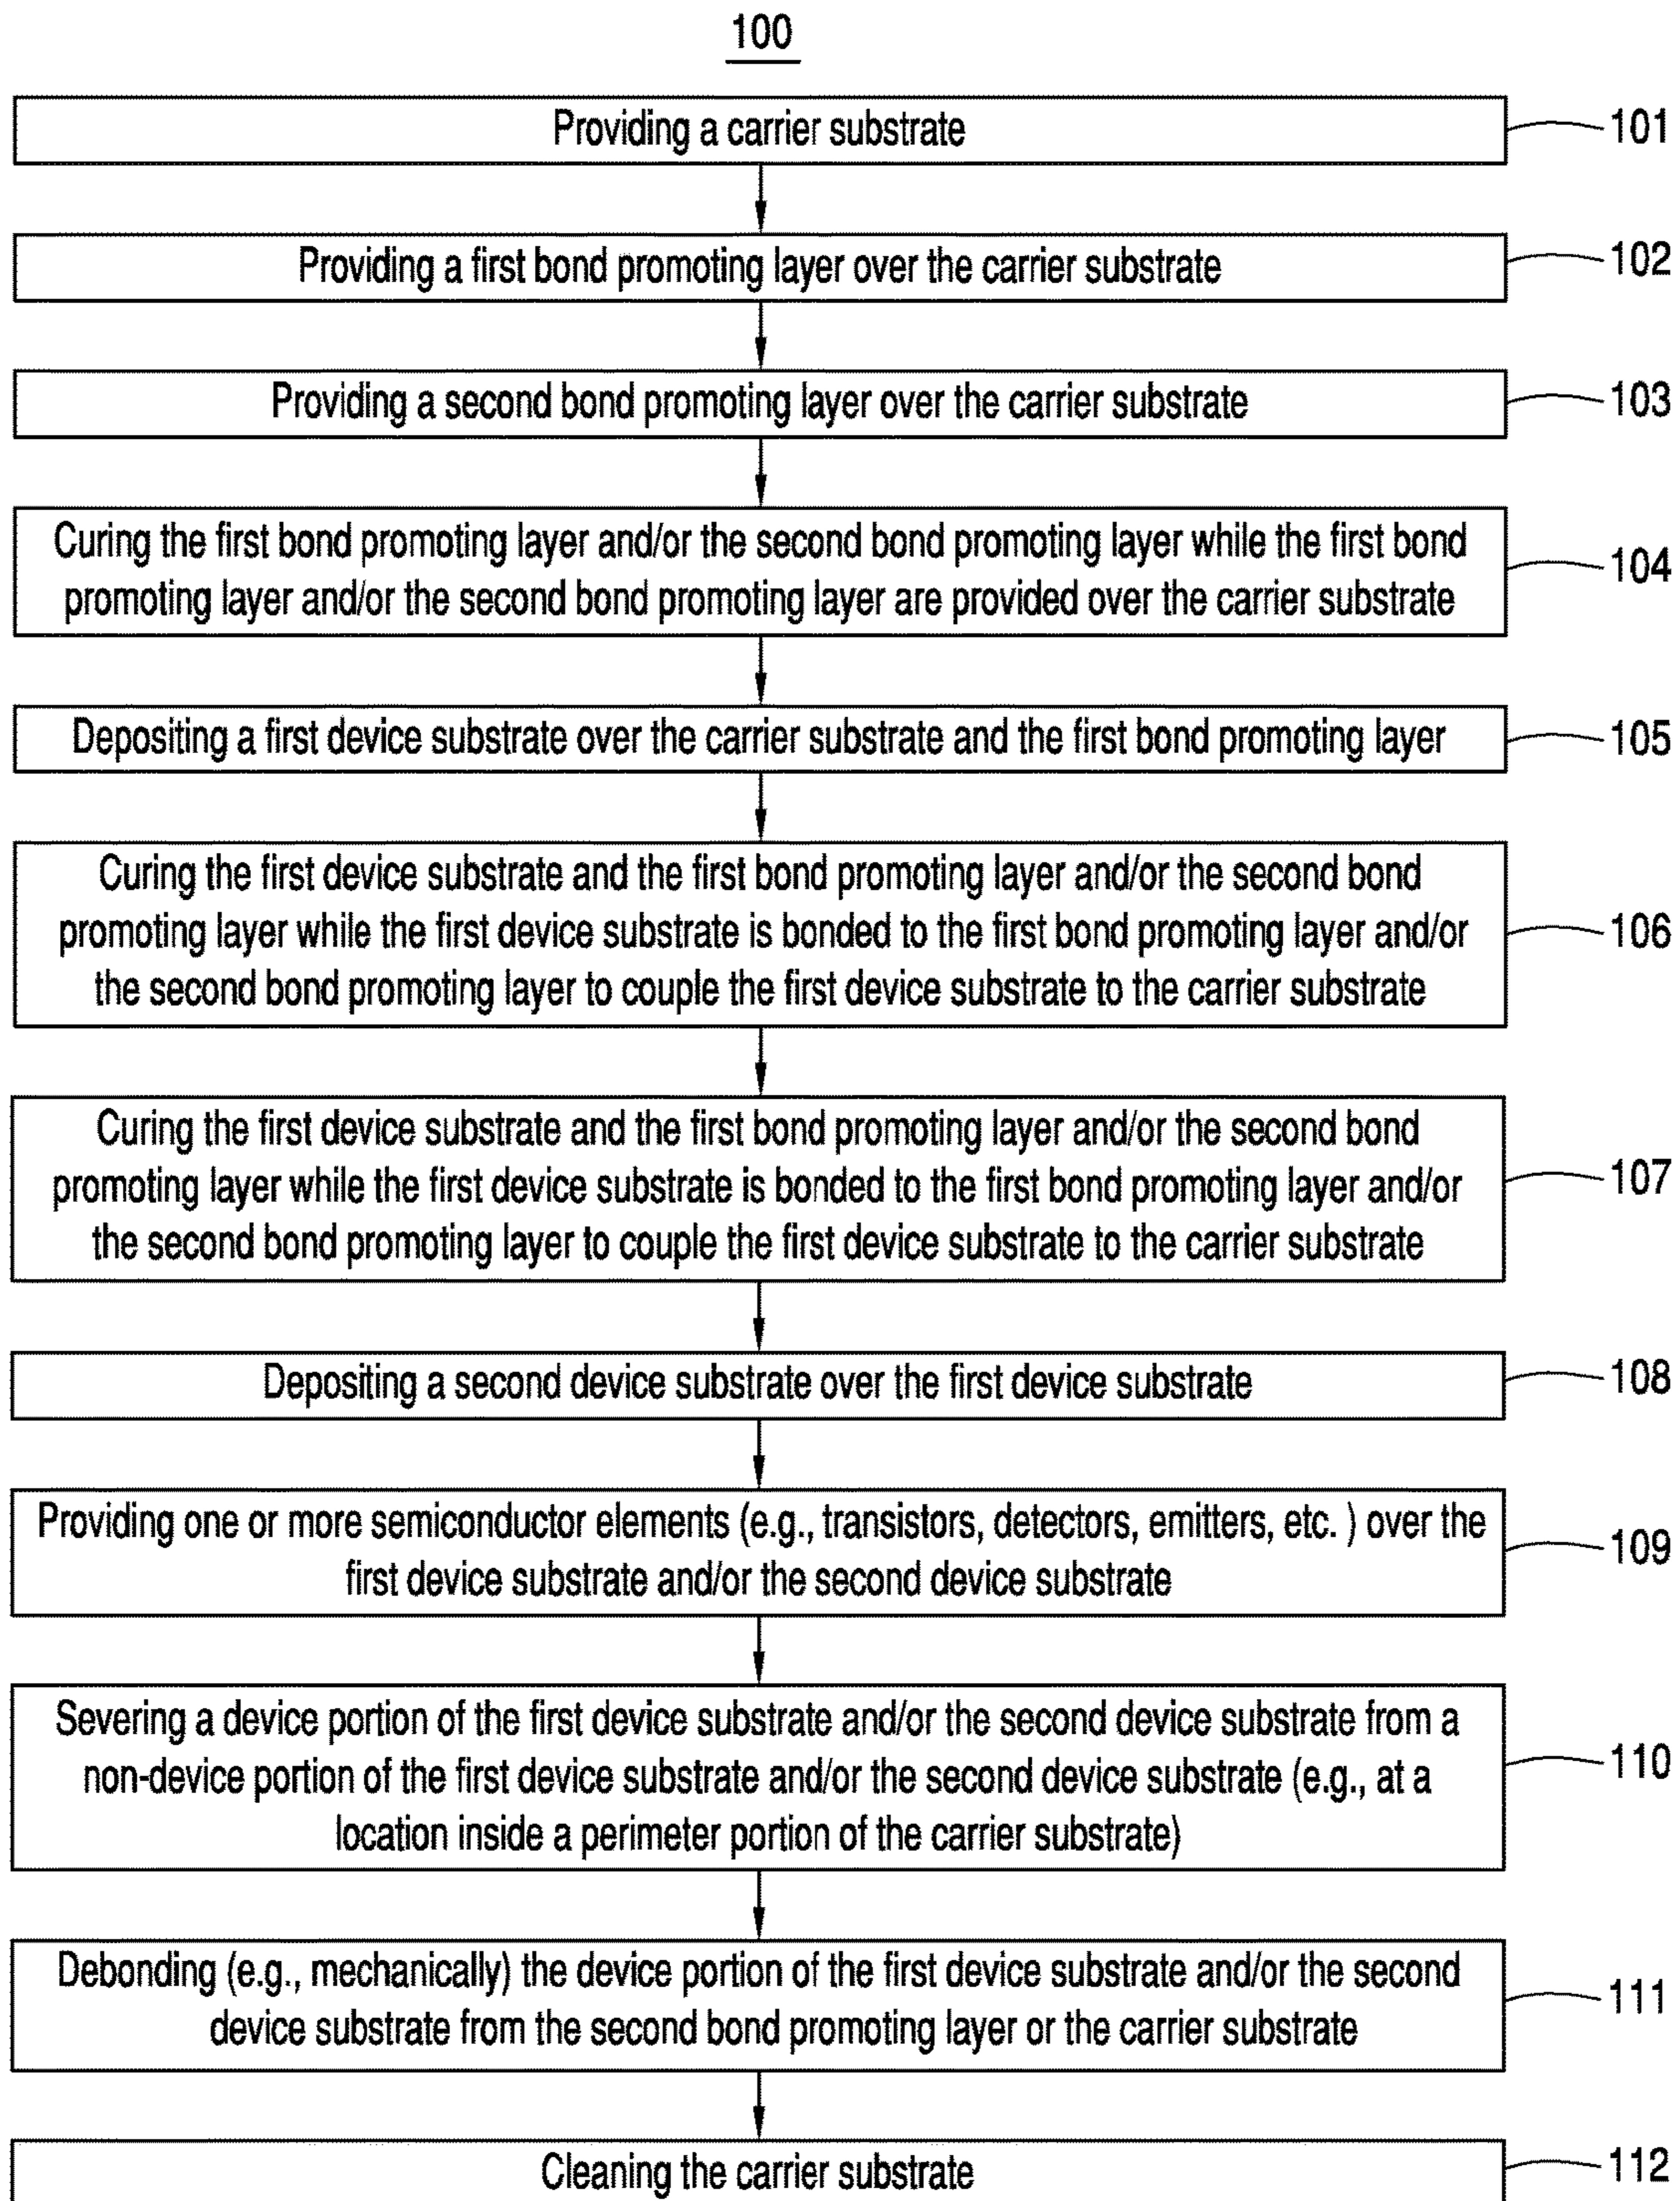 100
Providing a carrier substrate
101
Providing a first bond promoting layer over the carrier substrate
102
Providing a second bond promoting layer over the carrier substrate
103
Curing the first bond promoting layer and/or the second bond promoting layer while the first bond
promoting layer and/or the second bond promoting layer are provided over the carrier substrate
104
Depositing a first device substrate over the carrier substrate and the first bond promoting layer
105
Curing the first device substrate and the first bond promoting layer and/or the second bond
promoting layer while the first device substrate is bonded to the first bond promoting layer and/or
the second bond promoting layer to couple the first device substrate to the carrier substrate
106
Curing the first device substrate and the first bond promoting layer and/or the second bond
promoting layer while the first device substrate is bonded to the first bond promoting layer and/or
the second bond promoting layer to couple the first device substrate to the carrier substrate
107
Depositing a second device substrate over the first device substrate
108
Providing one or more semiconductor elements (e.g., transistors, detectors, emitters, etc. ) over the
first device substrate and/or the second device substrate
109
Severing a device portion of the first device substrate and/or the second device substrate from a
non-device portion of the first device substrate and/or the second device substrate (e.g., at a
location inside a perimeter portion of the carrier substrate)
110
Debonding (e.g., mechanically) the device portion of the first device substrate and/or the second
device substrate from the second bond promoting layer or the carrier substrate
111
Cleaning the carrier substrate
112